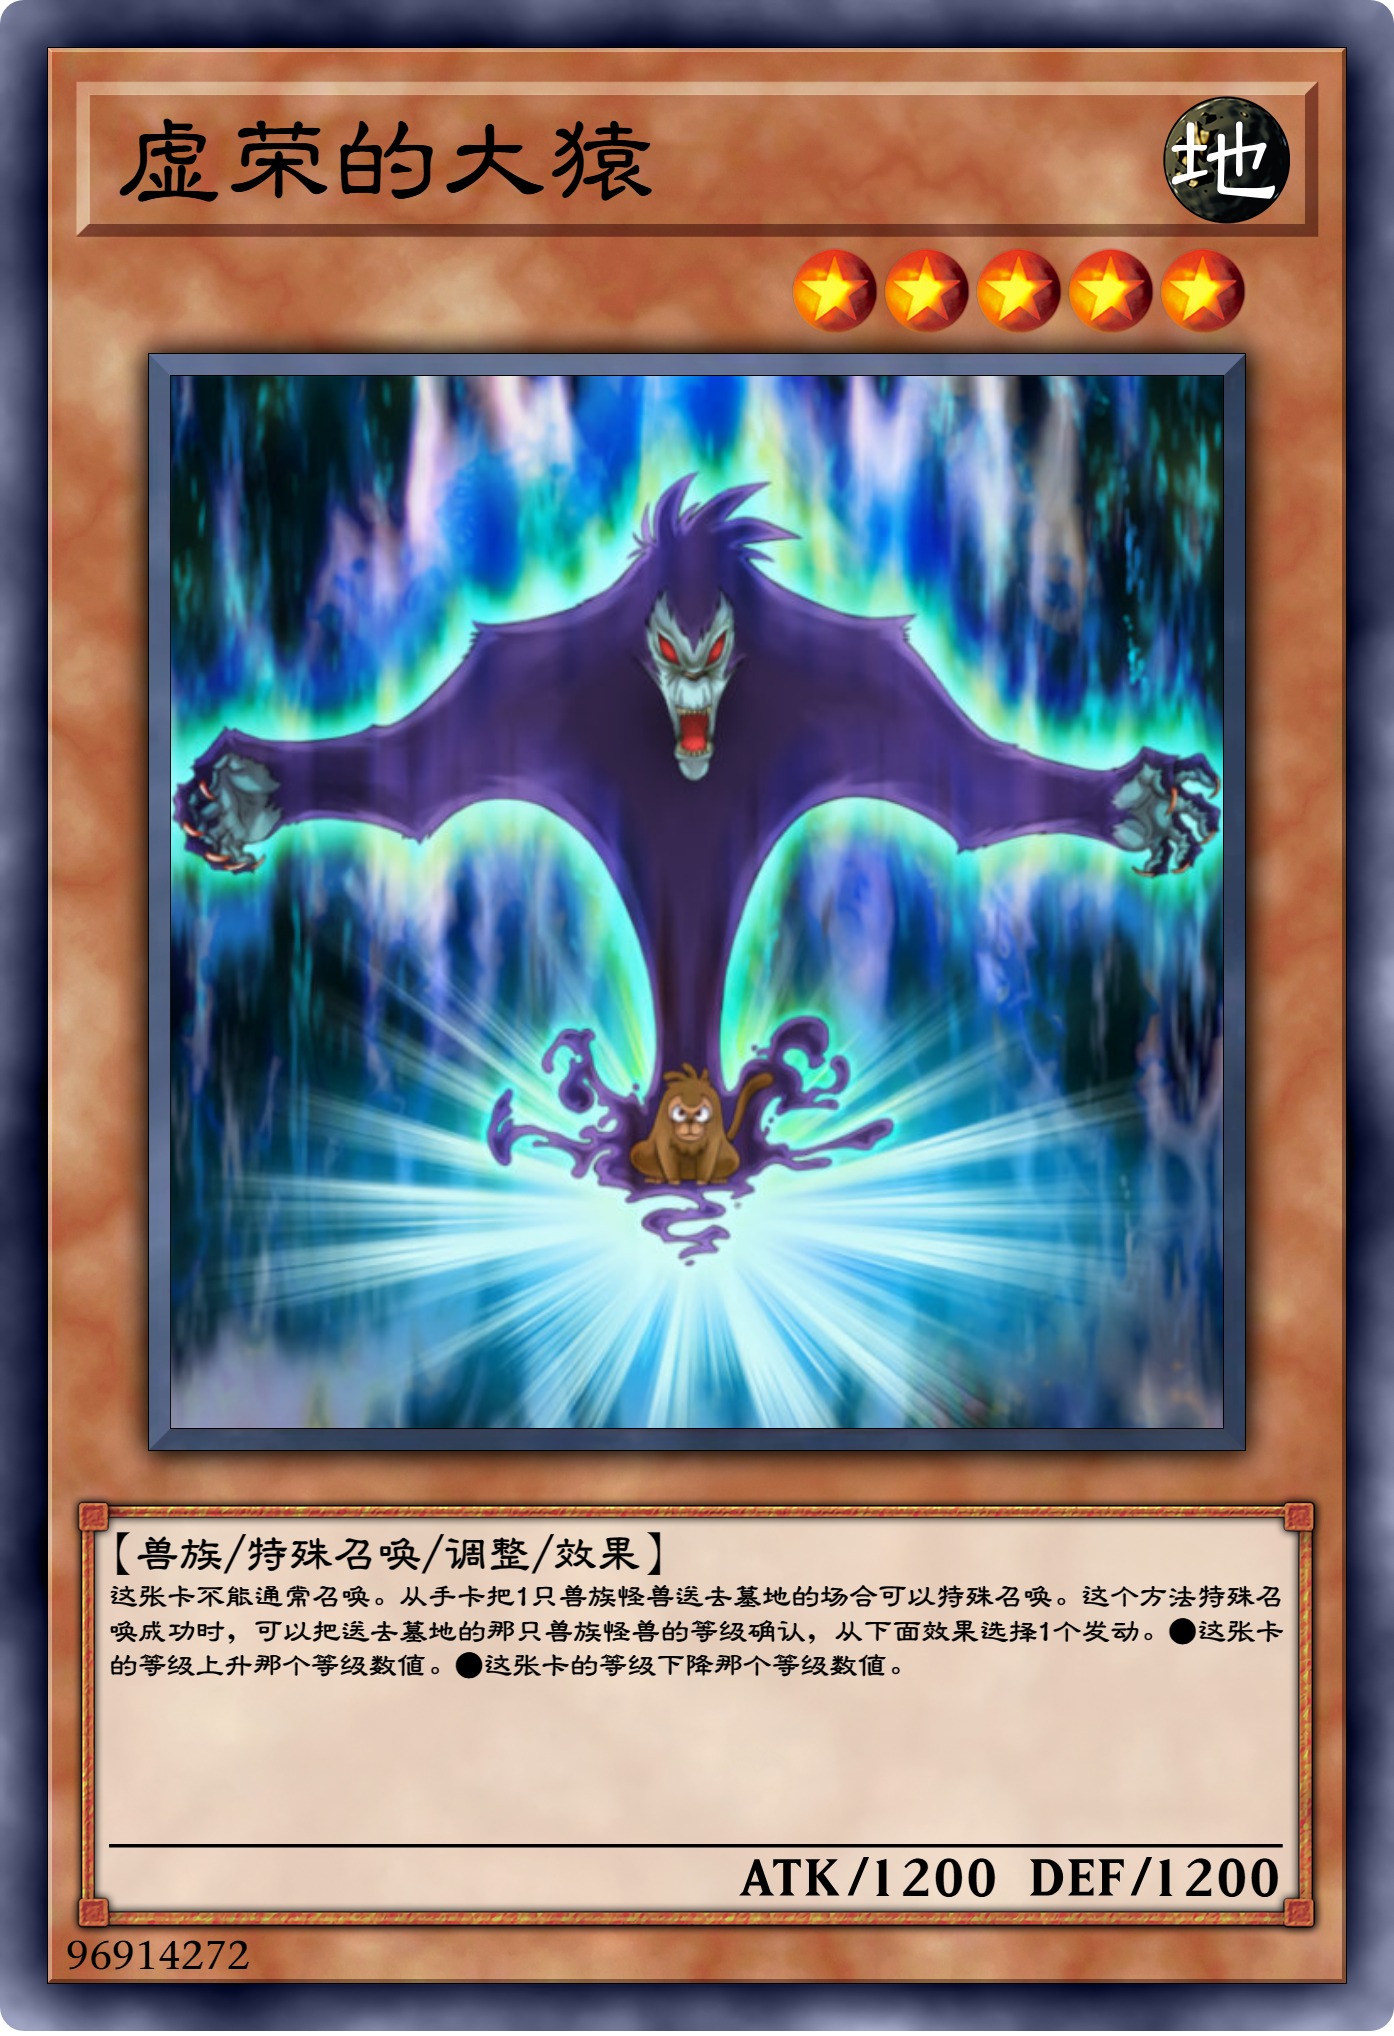 虚荣的大猿
地
【兽族/特殊召唤/调整/效果】
这张卡不能通常召唤。从手卡把1只兽族怪兽送去墓地的场合可以特殊召唤。这个方法特殊召
唤成功时，可以把送去墓地的那只兽族怪兽的等级确认，从下面效果选择1个发动。●这张卡
的等级上升那个等级数值。●这张卡的等级下降那个等级数值。
ATK/1200 DEF/1200
96914272